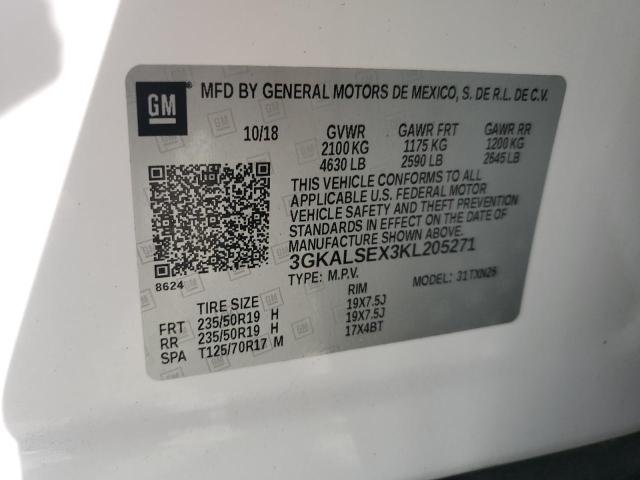 GM
MFD BY GENERAL MOTORS DE MEXICO, S. DE R.L. DE C.V.
10/18 GVWR GAWR FRT GAWR RR
2100 KG 1175 KG 1200 KG
4630 LB 2590 LB 2645 LB
THIS VEHICLE CONFORMS TO ALL
APPLICABLE U.S. FEDERAL MOTOR
VEHICLE SAFETY AND THEFT PREVENTION
STANDARDS IN EFFECT ON THE DATE OF
MANUFACTURE SHOWN ABOVE.
3GKALSEX3KL205271
8624 TYPE: M.P.V. MODEL: 31TXN26
TIRE SIZE RIM
FRT 235/50R19 H 19X7.5J
RR 235/50R19 H 19X7.5J
SPA T125/70R17 M 17X4BT